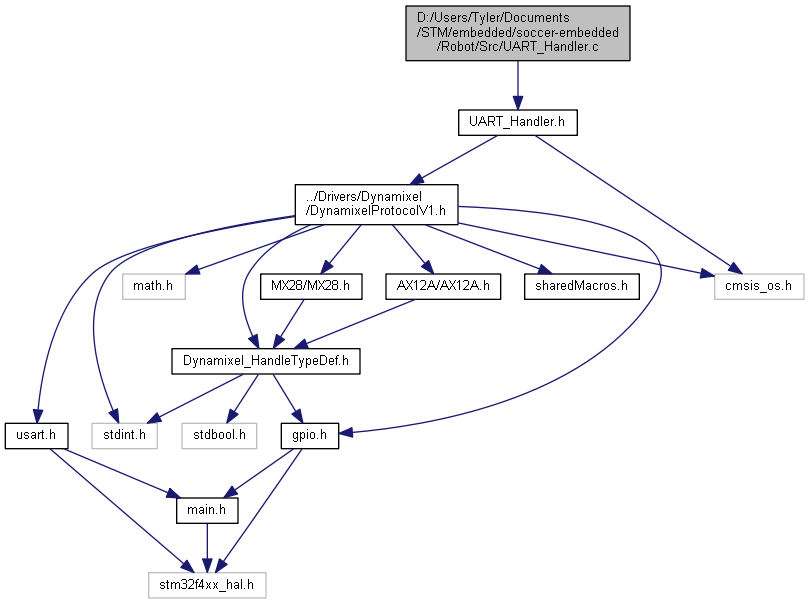 D:/Users/Tyler/Documents
/STM/embedded/soccer-embedded
/Robot/Src/UART_Handler.c
UART_Handler.h
../Drivers/Dynamixel
/DynamixelProtocolV1.h
math.h
MX28/MX28.h
AX12A/AX12A.h
sharedMacros.h
cmsis_os.h
Dynamixel_HandleTypeDef.h
usart.h
stdint.h
stdbool.h
gpio.h
main.h
stm32f4xx_hal.h